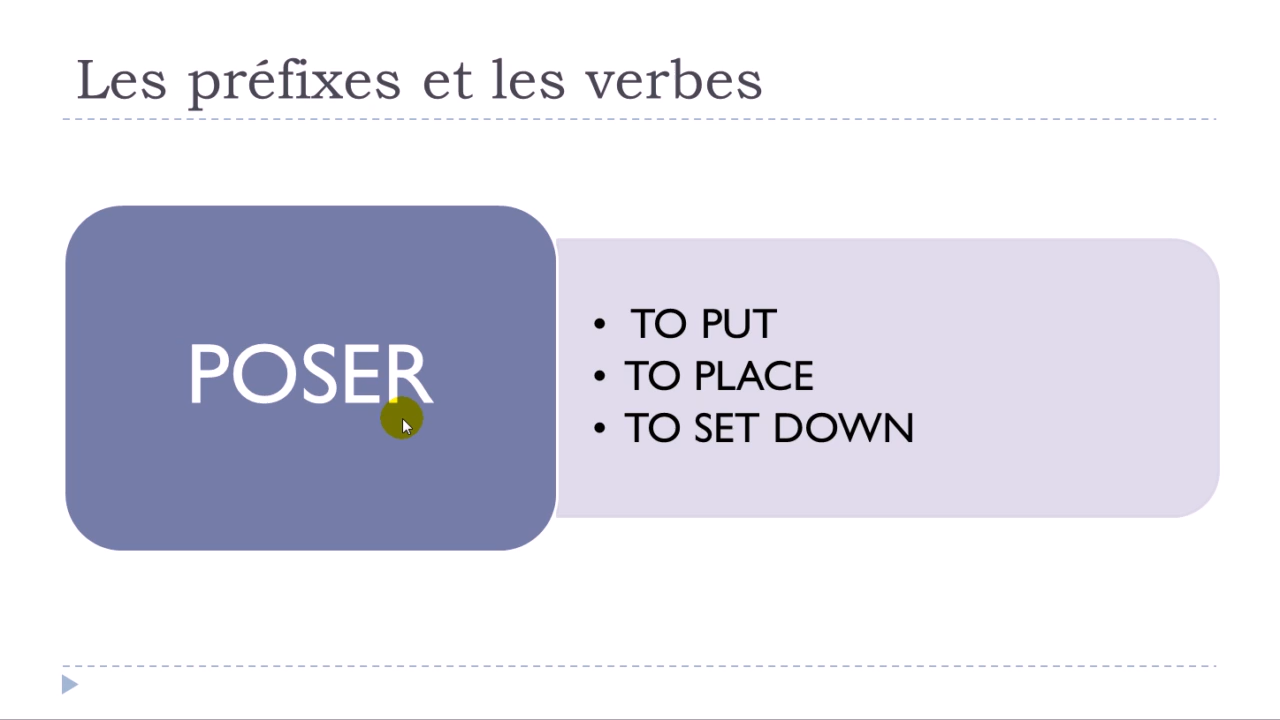 Les préfixes et les verbes
POSER
• TO PUT
• TO PLACE
• TO SET DOWN